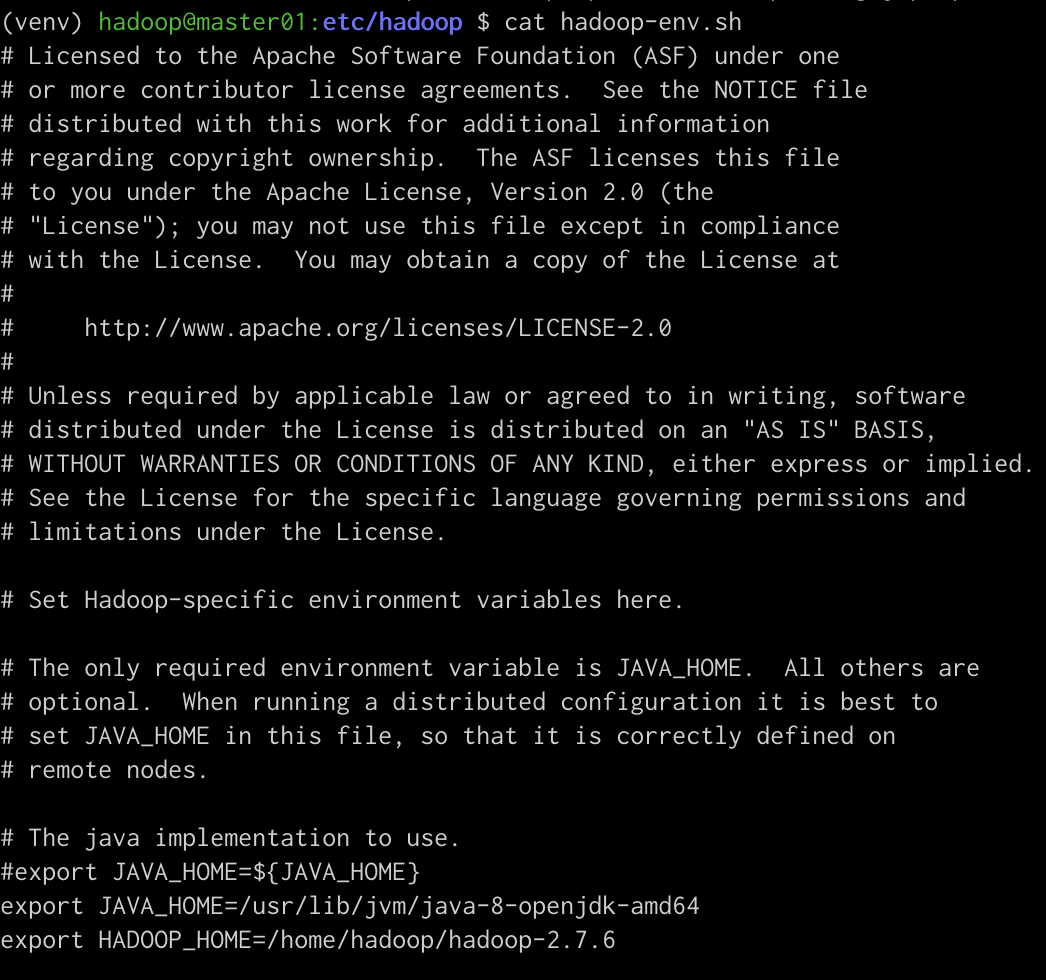 (venv) hadoop@master01:etc/hadoop $ cat hadoop-env.sh
# Licensed to the Apache Software Foundation (ASF) under one
# or more contributor license agreements.  See the NOTICE file
# distributed with this work for additional information
# regarding copyright ownership.  The ASF licenses this file
# to you under the Apache License, Version 2.0 (the
# "License"); you may not use this file except in compliance
# with the License.  You may obtain a copy of the License at
#
#     http://www.apache.org/licenses/LICENSE-2.0
#
# Unless required by applicable law or agreed to in writing, software
# distributed under the License is distributed on an "AS IS" BASIS,
# WITHOUT WARRANTIES OR CONDITIONS OF ANY KIND, either express or implied.
# See the License for the specific language governing permissions and
# limitations under the License.

# Set Hadoop-specific environment variables here.

# The only required environment variable is JAVA_HOME.  All others are
# optional.  When running a distributed configuration it is best to
# set JAVA_HOME in this file, so that it is correctly defined on
# remote nodes.

# The java implementation to use.
#export JAVA_HOME=${JAVA_HOME}
export JAVA_HOME=/usr/lib/jvm/java-8-openjdk-amd64
export HADOOP_HOME=/home/hadoop/hadoop-2.7.6